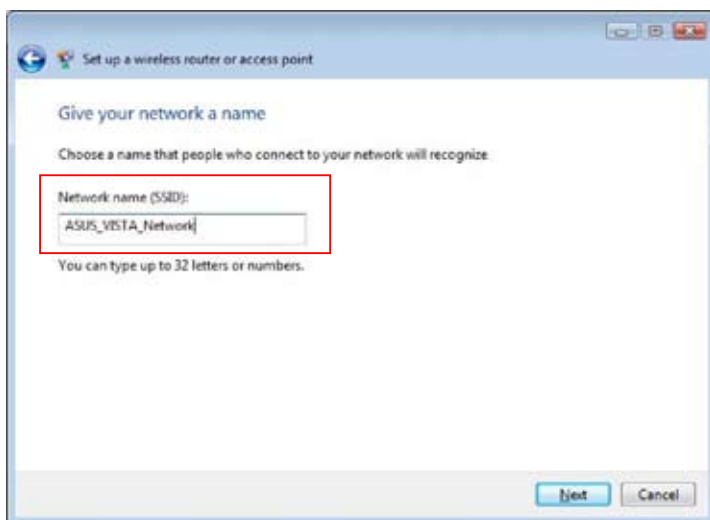 Set up a wireless router or access point
Give your network a name
Choose a name that people who connect to your network will recognize
Network name (SSID):
ASUS_VISTA_Network
You can type up to 32 letters or numbers.
Next Cancel